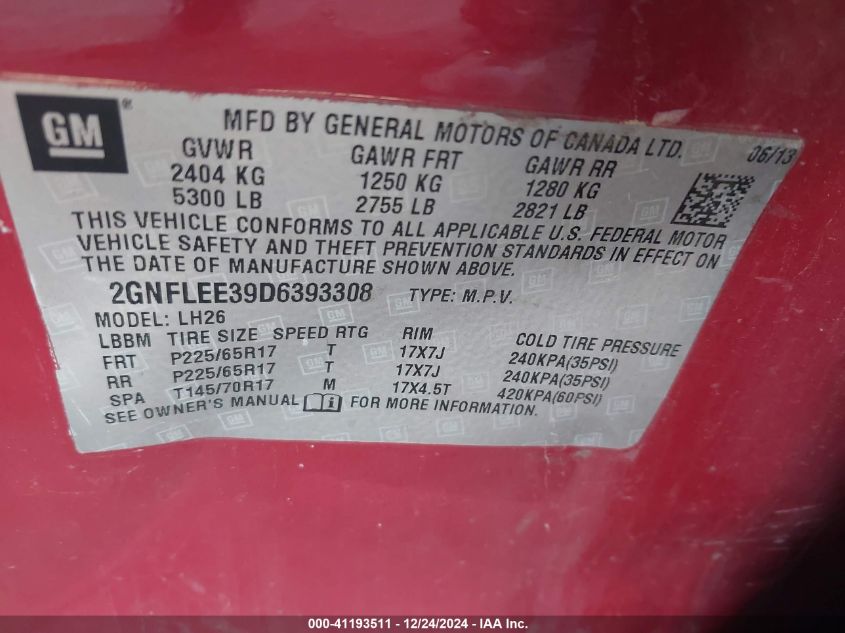 GM ®
MFD BY GENERAL MOTORS OF CANADA LTD. 06/13
GVWR GAWR FRT GAWR RR
2404 KG 1250 KG 1280 KG
5300 LB 2755 LB 2821 LB
THIS VEHICLE CONFORMS TO ALL APPLICABLE U.S. FEDERAL MOTOR
VEHICLE SAFETY AND THEFT PREVENTION STANDARDS IN EFFECT ON
THE DATE OF MANUFACTURE SHOWN ABOVE.
2GNFLEE39D6393308 TYPE: M.P.V.
MODEL: LH26
LBBM TIRE SIZE SPEED RTG RIM COLD TIRE PRESSURE
FRT P225/65R17 T 17X7J 240KPA(35PSI)
RR P225/65R17 T 17X7J 240KPA(35PSI)
SPA T145/70R17 M 17X4.5T 420KPA(60PSI)
SEE OWNER'S MANUAL i FOR MORE INFORMATION.
000-41193511 - 12/24/2024 - IAA Inc.